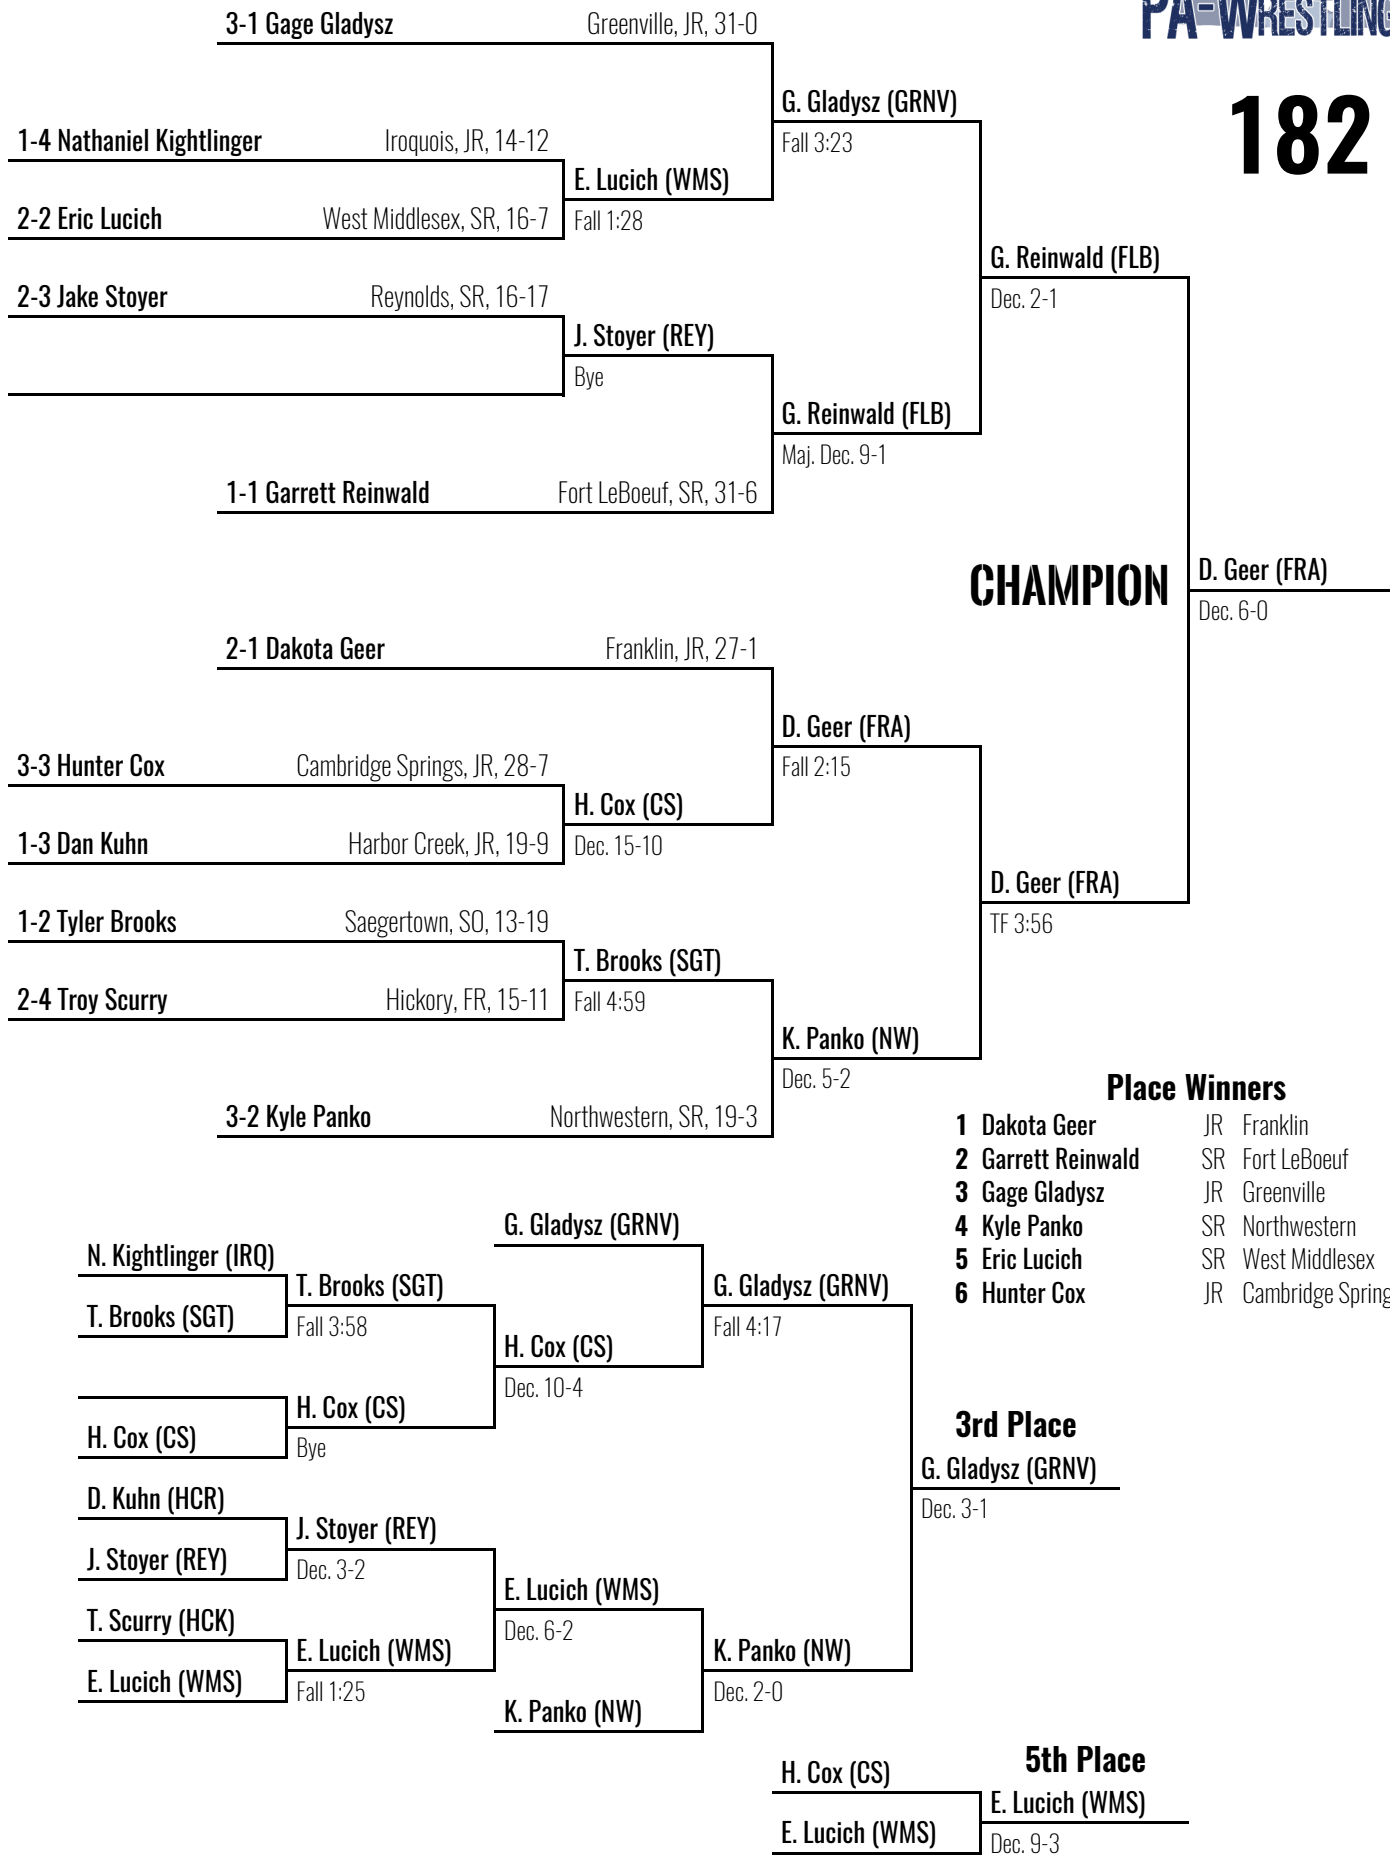 PA-WRESTLING
182
3-1 Gage Gladysz Greenville, JR, 31-0
G. Gladysz (GRNV)
Fall 3:23
1-4 Nathaniel Kightlinger Iroquois, JR, 14-12
E. Lucich (WMS)
Fall 1:28
2-2 Eric Lucich West Middlesex, SR, 16-7
G. Reinwald (FLB)
Dec. 2-1
2-3 Jake Stoyer Reynolds, SR, 16-17
J. Stoyer (REY)
Bye
G. Reinwald (FLB)
Maj. Dec. 9-1
1-1 Garrett Reinwald Fort LeBoeuf, SR, 31-6
CHAMPION
D. Geer (FRA)
Dec. 6-0
2-1 Dakota Geer Franklin, JR, 27-1
D. Geer (FRA)
Fall 2:15
3-3 Hunter Cox Cambridge Springs, JR, 28-7
H. Cox (CS)
Dec. 15-10
1-3 Dan Kuhn Harbor Creek, JR, 19-9
D. Geer (FRA)
TF 3:56
1-2 Tyler Brooks Saegertown, SO, 13-19
T. Brooks (SGT)
Fall 4:59
2-4 Troy Scurry Hickory, FR, 15-11
K. Panko (NW)
Dec. 5-2
3-2 Kyle Panko Northwestern, SR, 19-3
Place Winners
1 Dakota Geer JR Franklin
2 Garrett Reinwald SR Fort LeBoeuf
3 Gage Gladysz JR Greenville
4 Kyle Panko SR Northwestern
5 Eric Lucich SR West Middlesex
6 Hunter Cox JR Cambridge Spring
N. Kightlinger (IRQ)
T. Brooks (SGT)
T. Brooks (SGT)
Fall 3:58
G. Gladysz (GRNV)
H. Cox (CS)
Dec. 10-4
G. Gladysz (GRNV)
Fall 4:17
H. Cox (CS)
H. Cox (CS)
Bye
3rd Place
G. Gladysz (GRNV)
Dec. 3-1
D. Kuhn (HCR)
J. Stoyer (REY)
J. Stoyer (REY)
Dec. 3-2
E. Lucich (WMS)
Dec. 6-2
T. Scurry (HCK)
E. Lucich (WMS)
E. Lucich (WMS)
Fall 1:25
K. Panko (NW)
K. Panko (NW)
Dec. 2-0
5th Place
H. Cox (CS)
E. Lucich (WMS)
E. Lucich (WMS)
Dec. 9-3